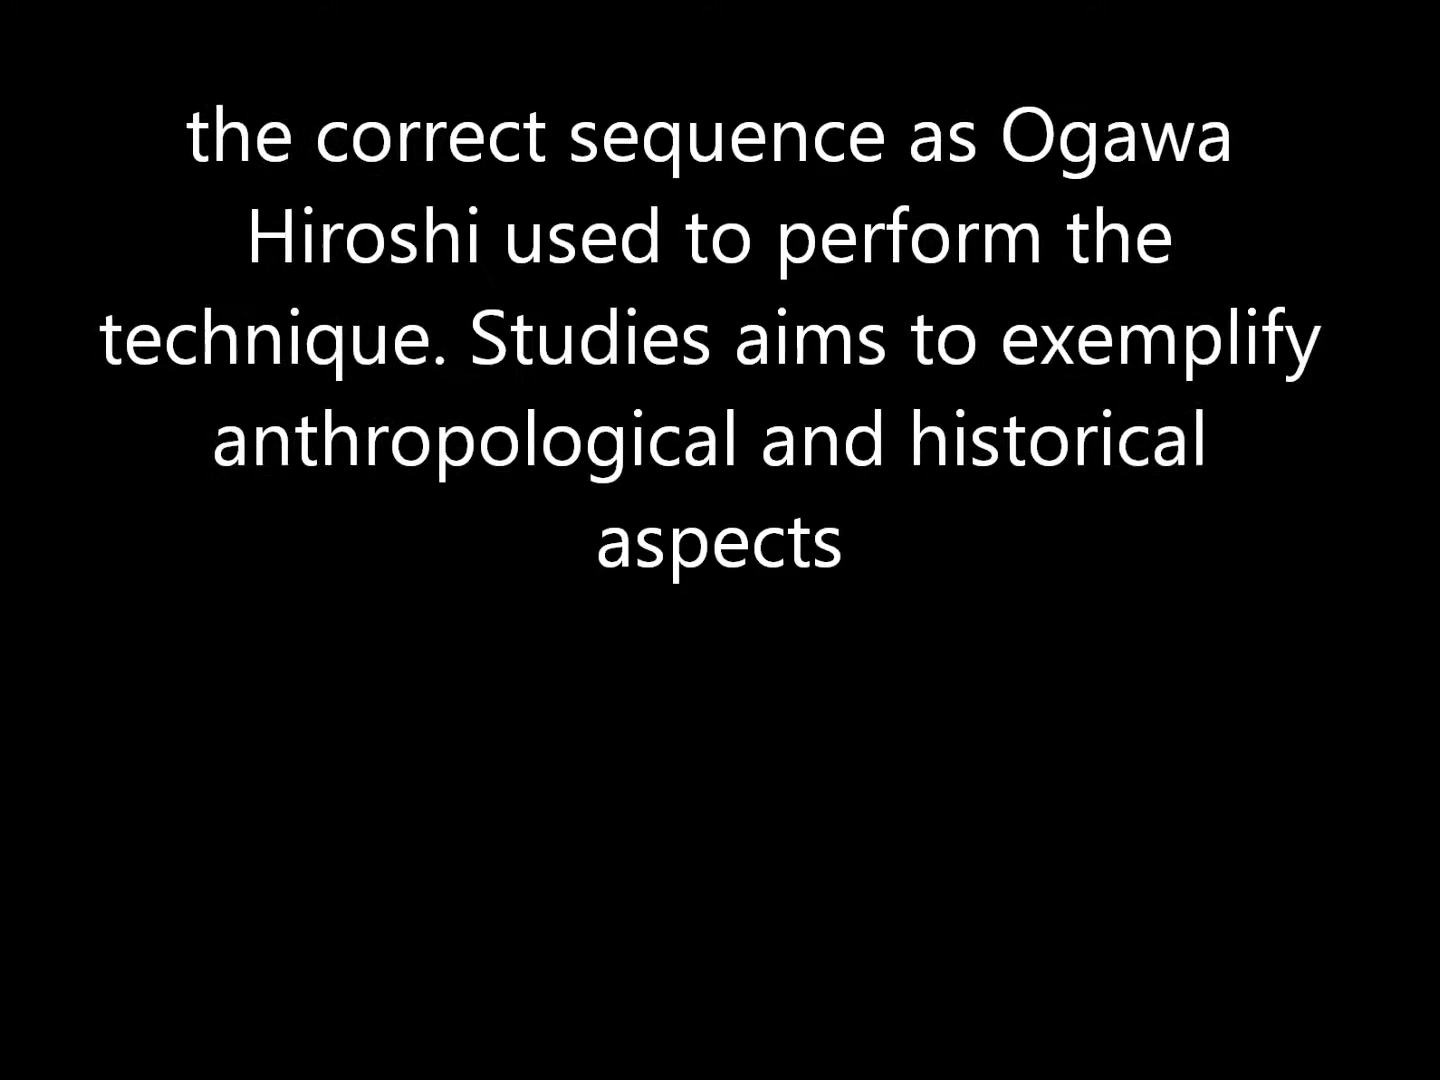 the correct sequence as Ogawa
Hiroshi used to perform the
technique. Studies aims to exemplify
anthropological and historical
aspects